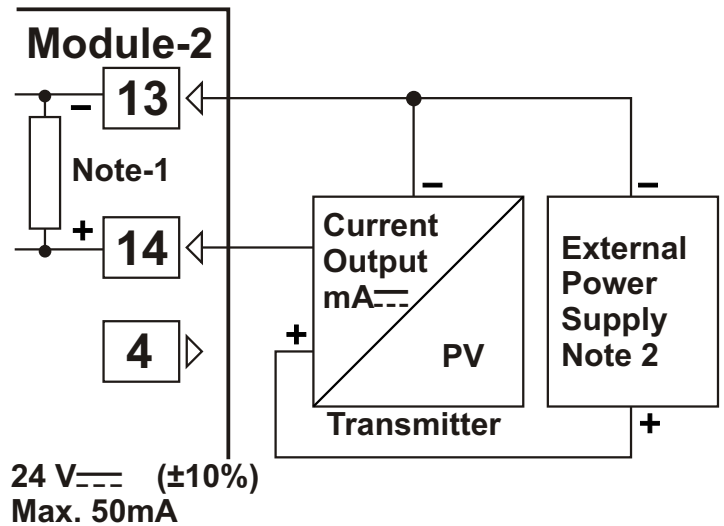 Module-2
− 13
Note-1
+ 14
4
24 V⎓ (±10%)
Max. 50mA
−
Current
Output
mA⎓
+
PV
Transmitter
−
External
Power
Supply
Note 2
+